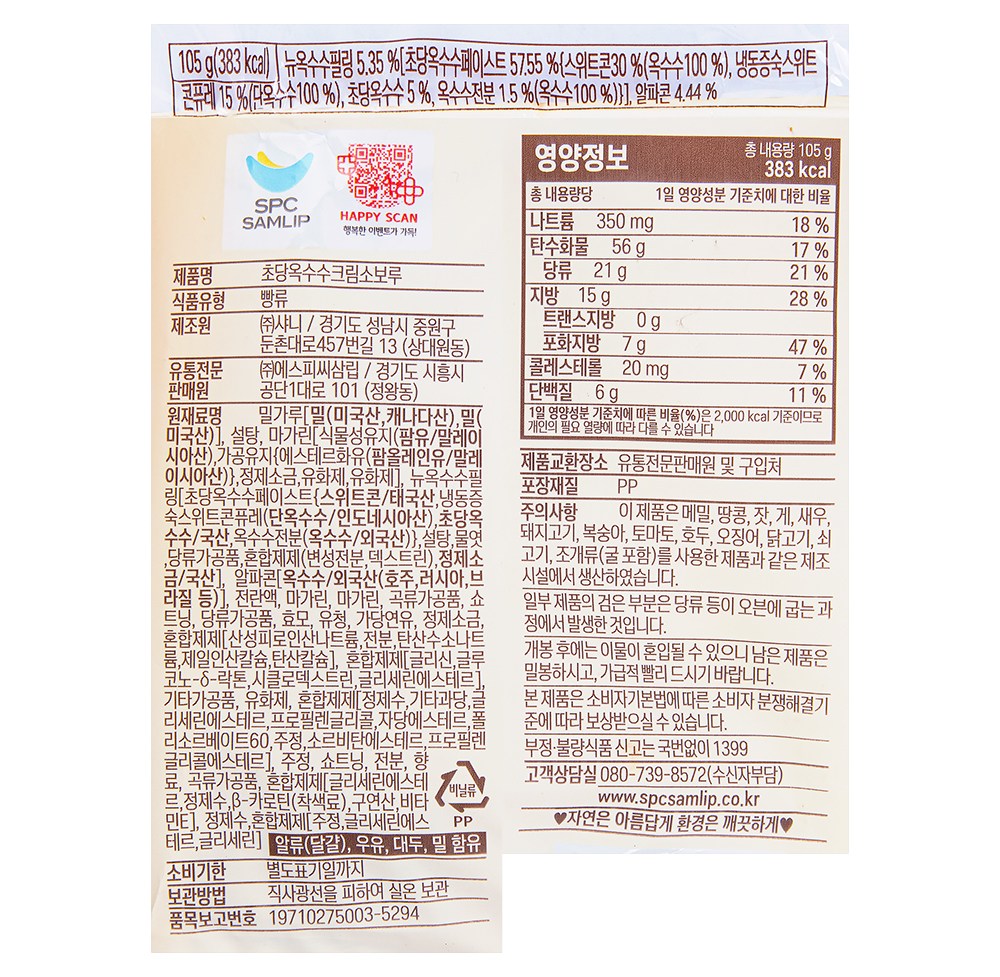 105 g(383 kcal) 뉴옥수수필링 5.35 %[초당옥수수페이스트 57.55 %{스위트콘30 %(옥수수100 %), 냉동증숙스위트
콘퓨레 15 %(단옥수수100 %), 초당옥수수 5 %, 옥수수전분 1.5 %(옥수수100 %)}], 알파콘 4.44 %
SPC
SAMLIP
HAPPY SCAN
행복한 이벤트가 가득!
제품명 초당옥수수크림소보루
식품유형 빵류
제조원 ㈜샤니 / 경기도 성남시 중원구
둔촌대로457번길 13 (상대원동)
유통전문 ㈜에스피씨삼립 / 경기도 시흥시
판매원 공단1대로 101 (정왕동)
원재료명 밀가루[밀(미국산,캐나다산),밀(
미국산)], 설탕, 마가린[식물성유지(팜유/말레이
시아산),가공유지{에스테르화유(팜올레인유/말레
이시아산)},정제소금,유화제,유화제], 뉴옥수수필
링[초당옥수수페이스트{스위트콘/태국산,냉동증
숙스위트콘퓨레(단옥수수/인도네시아산),초당옥
수수/국산,옥수수전분(옥수수/외국산)},설탕,물엿
,당류가공품,혼합제제(변성전분,덱스트린),정제소
금/국산], 알파콘[옥수수/외국산(호주,러시아,브
라질 등)], 전란액, 마가린, 마가린, 곡류가공품, 쇼
트닝, 당류가공품, 효모, 유청, 가당연유, 정제소금,
혼합제제[산성피로인산나트륨,전분,탄산수소나트
륨,제일인산칼슘,탄산칼슘], 혼합제제[글리신,글루
코노-δ-락톤,시클로덱스트린,글리세린에스테르],
기타가공품, 유화제, 혼합제제[정제수,기타과당,글
리세린에스테르,프로필렌글리콜,자당에스테르,폴
리소르베이트60,주정,소르비탄에스테르,프로필렌
글리콜에스테르], 주정, 쇼트닝, 전분, 향
료, 곡류가공품, 혼합제제[글리세린에스테
르,정제수,β-카로틴(착색료),구연산,비타
민E], 정제수,혼합제제[주정,글리세린에스
테르,글리세린] 알류(달걀), 우유, 대두, 밀 함유
비닐류
PP
소비기한 별도표기일까지
보관방법 직사광선을 피하여 실온 보관
품목보고번호 19710275003-5294
영양정보 총 내용량 105 g
383 kcal
총 내용량당 1일 영양성분 기준치에 대한 비율
나트륨 350 mg 18 %
탄수화물 56 g 17 %
당류 21 g 21 %
지방 15 g 28 %
트랜스지방 0 g
포화지방 7 g 47 %
콜레스테롤 20 mg 7 %
단백질 6 g 11 %
1일 영양성분 기준치에 따른 비율(%)은 2,000 kcal 기준이므로
개인의 필요 열량에 따라 다를 수 있습니다
제품교환장소 유통전문판매원 및 구입처
포장재질 PP
주의사항 이 제품은 메밀, 땅콩, 잣, 게, 새우,
돼지고기, 복숭아, 토마토, 호두, 오징어, 닭고기, 쇠
고기, 조개류(굴 포함)를 사용한 제품과 같은 제조
시설에서 생산하였습니다.
일부 제품의 검은 부분은 당류 등이 오븐에 굽는 과
정에서 발생한 것입니다.
개봉 후에는 이물이 혼입될 수 있으니 남은 제품은
밀봉하시고, 가급적 빨리 드시기 바랍니다.
본 제품은 소비자기본법에 따른 소비자 분쟁해결기
준에 따라 보상받으실 수 있습니다.
부정·불량식품 신고는 국번없이 1399
고객상담실 080-739-8572(수신자부담)
www.spcsamlip.co.kr
♥자연은 아름답게 환경은 깨끗하게♥